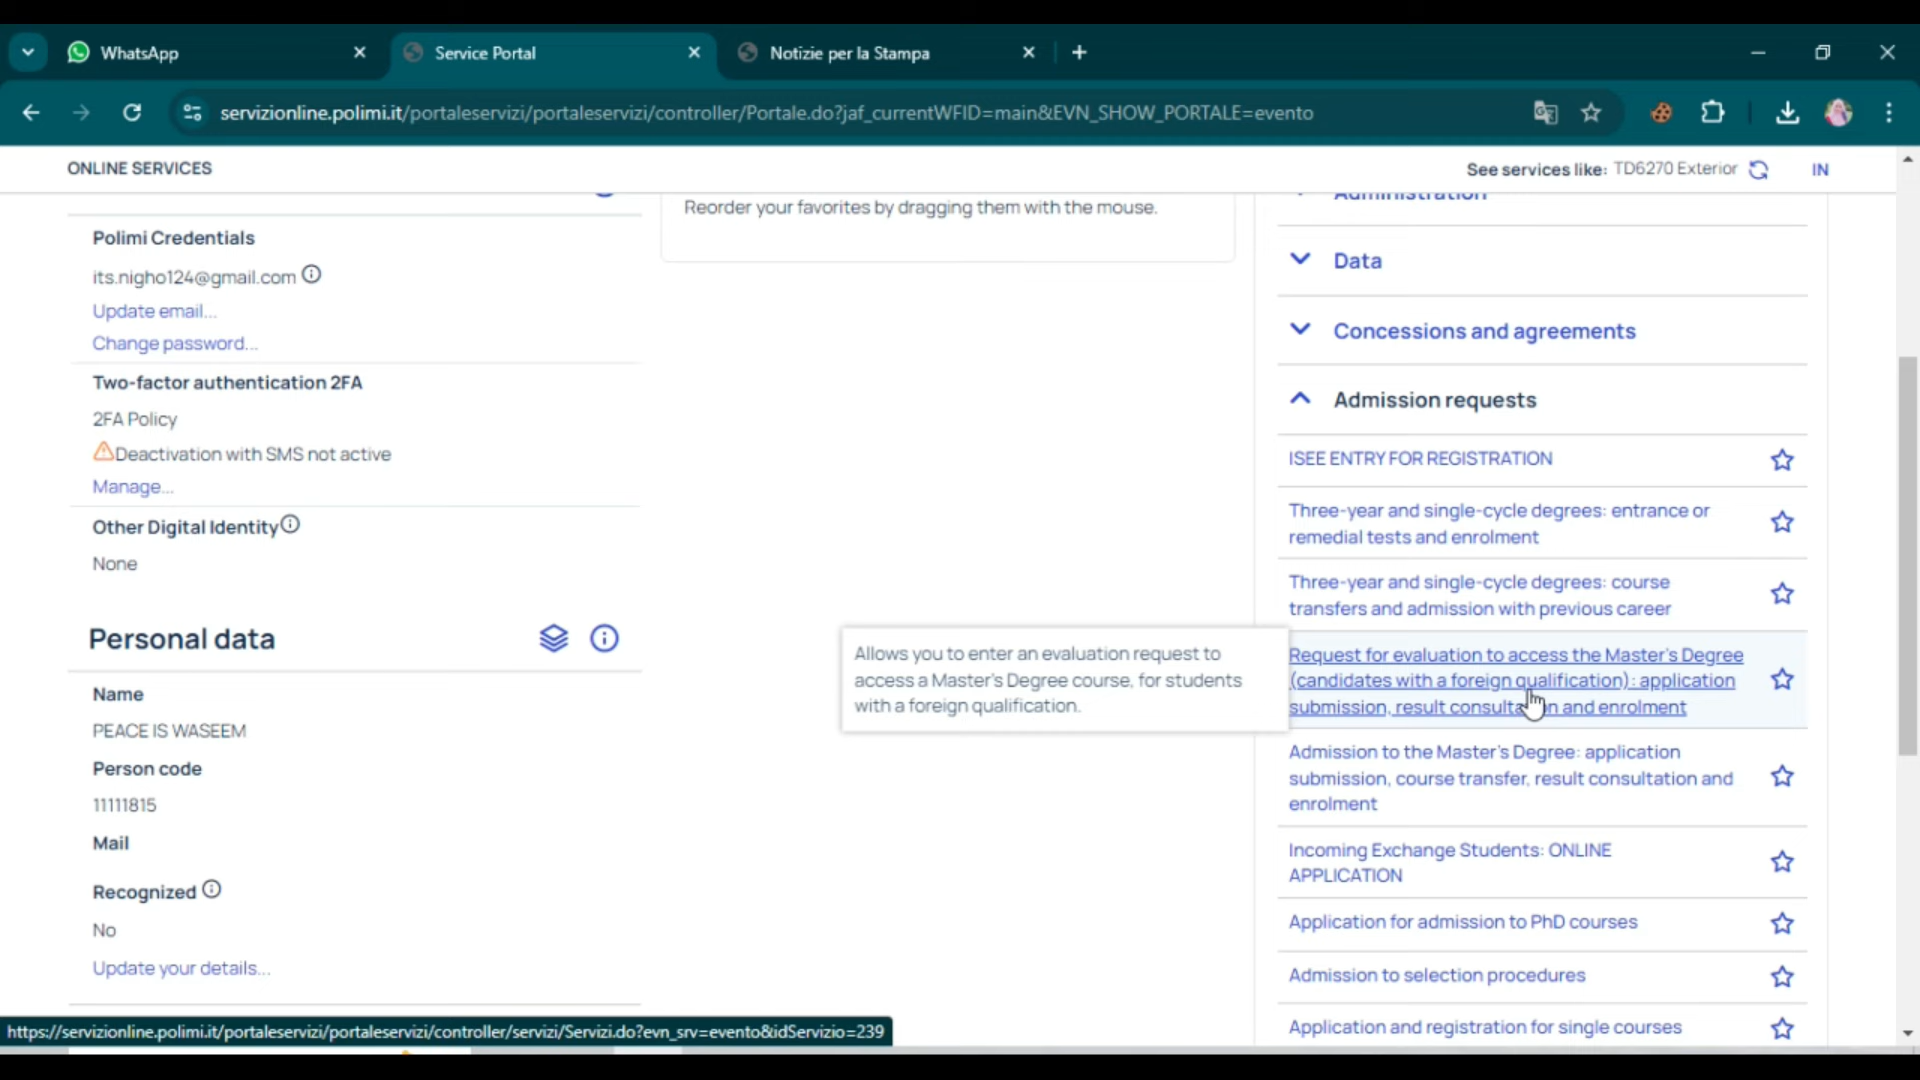 WhatsApp
Service Portal
Notizie per la Stampa
servizionline.polimi.it/portaleservizi/portaleservizi/controller/Portale.do?jaf_currentWFID=main&EVN_SHOW_PORTALE=evento
ONLINE SERVICES
See services like: TD6270 Exterior
IN
Polimi Credentials
its.nigho124@gmail.com
Update email...
Change password...
Two-factor authentication 2FA
2FA Policy
Deactivation with SMS not active
Manage...
Other Digital Identity
None
Personal data
Name
PEACE IS WASEEM
Person code
11111815
Mail
Recognized
No
Update your details...
Reorder your favorites by dragging them with the mouse.
Allows you to enter an evaluation request to
access a Master's Degree course, for students
with a foreign qualification.
Administration
Data
Concessions and agreements
Admission requests
ISEE ENTRY FOR REGISTRATION
Three-year and single-cycle degrees: entrance or
remedial tests and enrolment
Three-year and single-cycle degrees: course
transfers and admission with previous career
Request for evaluation to access the Master's Degree
(candidates with a foreign qualification): application
submission, result consultation and enrolment
Admission to the Master's Degree: application
submission, course transfer, result consultation and
enrolment
Incoming Exchange Students: ONLINE
APPLICATION
Application for admission to PhD courses
Admission to selection procedures
Application and registration for single courses
https://servizionline.polimi.it/portaleservizi/portaleservizi/controller/servizi/Servizi.do?evn_srv=evento&idServizio=239